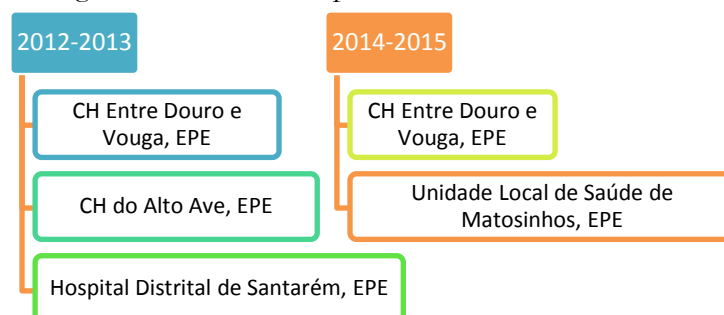 2012-2013
CH Entre Douro e
Vouga, EPE
CH do Alto Ave, EPE
Hospital Distrital de Santarém, EPE
2014-2015
CH Entre Douro e
Vouga, EPE
Unidade Local de Saúde de
Matosinhos, EPE